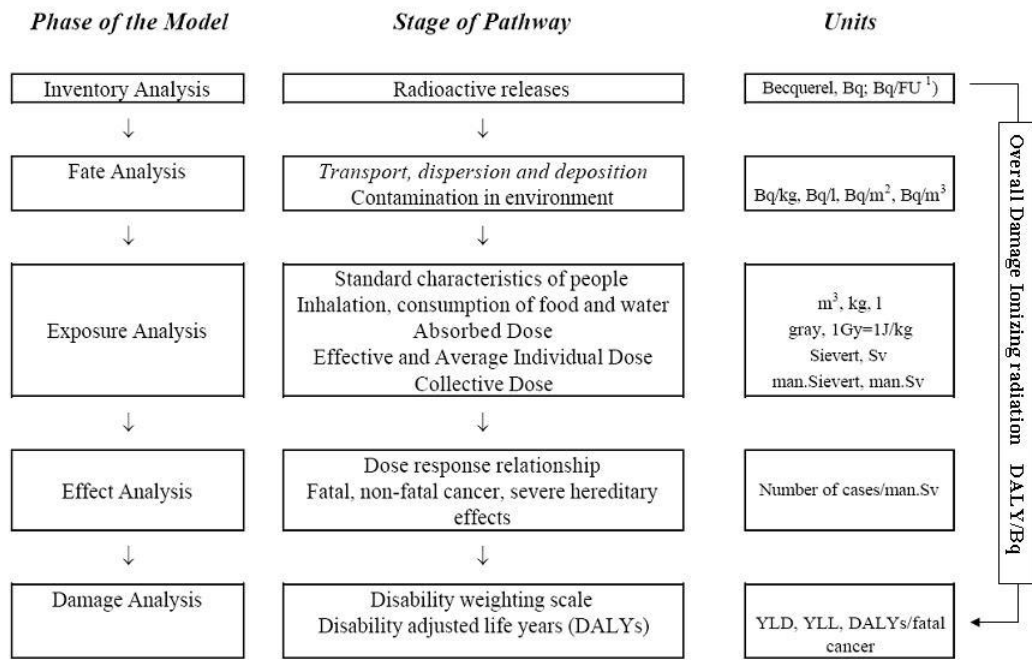 Phase of the Model
Stage of Pathway
Units
Inventory Analysis
Radioactive releases
Becquerel, Bq; Bq/FU ¹)
Fate Analysis
Transport, dispersion and deposition
Contamination in environment
Bq/kg, Bq/l, Bq/m², Bq/m³
Exposure Analysis
Standard characteristics of people
Inhalation, consumption of food and water
Absorbed Dose
Effective and Average Individual Dose
Collective Dose
m³, kg, l
gray, 1Gy=1J/kg
Sievert, Sv
man.Sievert, man.Sv
Effect Analysis
Dose response relationship
Fatal, non-fatal cancer, severe hereditary
effects
Number of cases/man.Sv
Damage Analysis
Disability weighting scale
Disability adjusted life years (DALYs)
YLD, YLL, DALYs/fatal
cancer
Overall Damage Ionizing radiation DALY/Bq